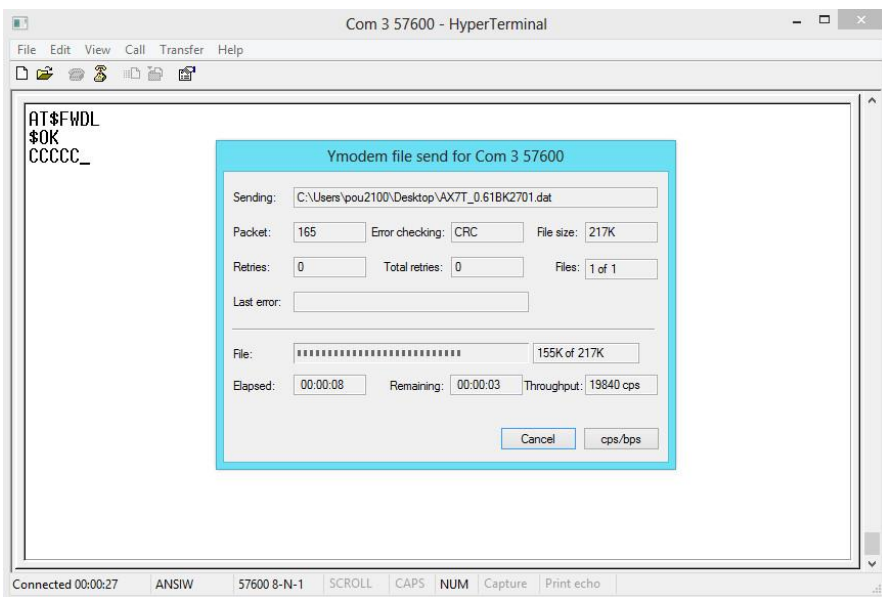 Com 3 57600 - HyperTerminal
File Edit View Call Transfer Help
AT$FWDL
$OK
CCCCC_
Ymodem file send for Com 3 57600
Sending: C:\Users\pou2100\Desktop\AX7T_0.61BK2701.dat
Packet: 165 Error checking: CRC File size: 217K
Retries: 0 Total retries: 0 Files: 1 of 1
Last error:
File: 155K of 217K
Elapsed: 00:00:08 Remaining: 00:00:03 Throughput: 19840 cps
Cancel cps/bps
Connected 00:00:27 ANSIW 57600 8-N-1 SCROLL CAPS NUM Capture Print echo